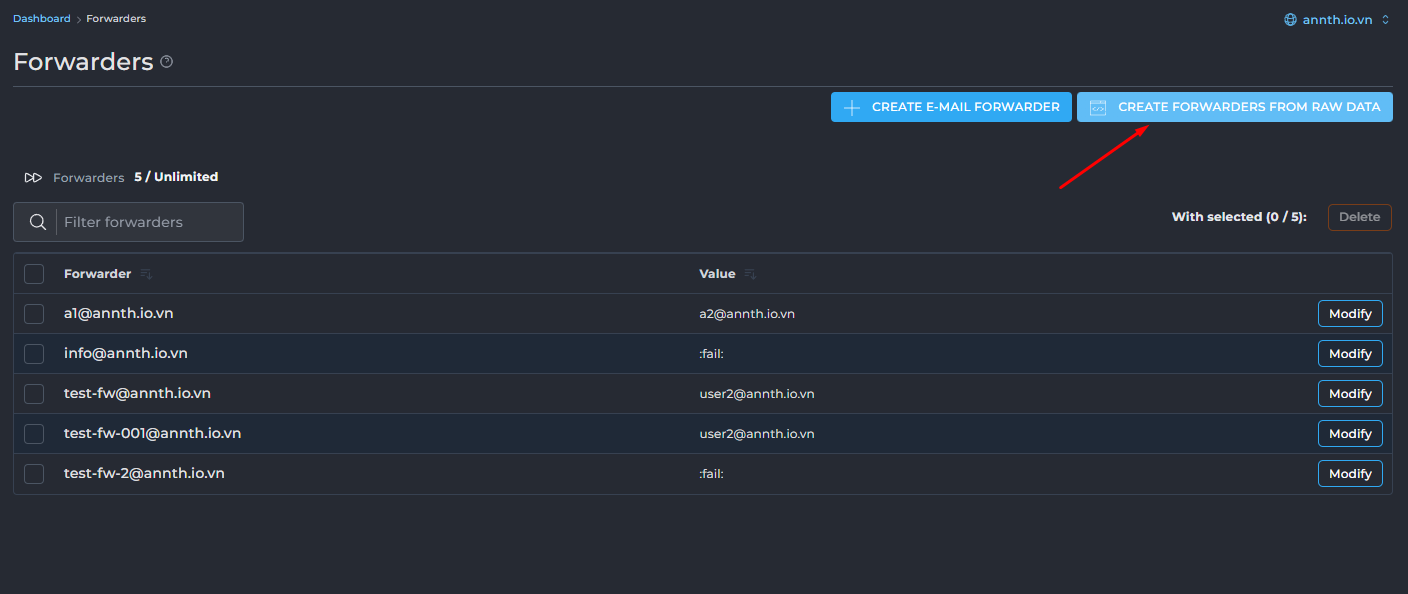 Dashboard > Forwarders
annth.io.vn
Forwarders
CREATE E-MAIL FORWARDER
CREATE FORWARDERS FROM RAW DATA
Forwarders 5 / Unlimited
Filter forwarders
With selected (0 / 5):
Delete
Forwarder Value
a1@annth.io.vn a2@annth.io.vn Modify
info@annth.io.vn :fail: Modify
test-fw@annth.io.vn user2@annth.io.vn Modify
test-fw-001@annth.io.vn user2@annth.io.vn Modify
test-fw-2@annth.io.vn :fail: Modify